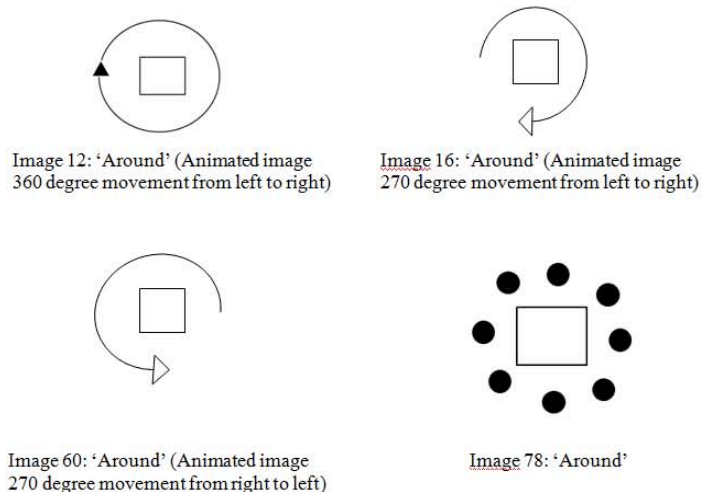 Image 12: ‘Around’ (Animated image
360 degree movement from left to right)
Image 16: ‘Around’ (Animated image
270 degree movement from left to right)
Image 60: ‘Around’ (Animated image
270 degree movement from right to left)
Image 78: ‘Around’